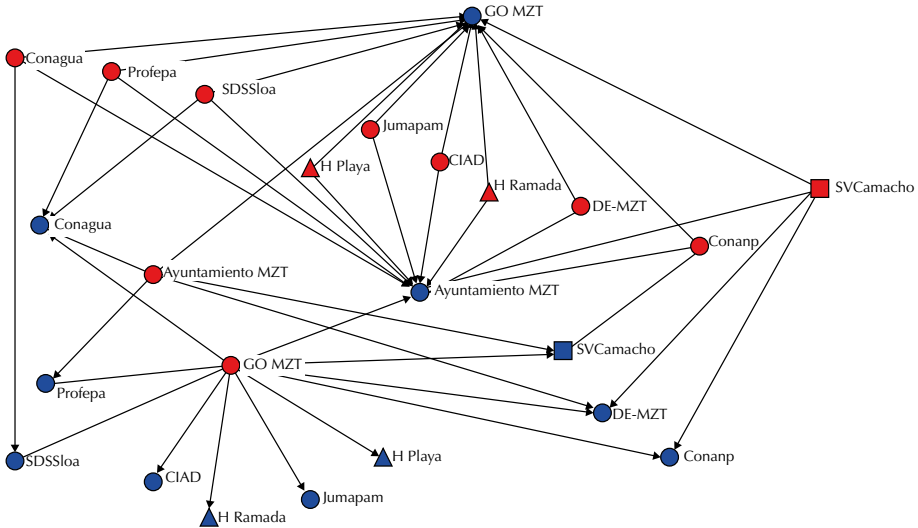 GO MZT
Conagua
Profepa
SDSSloa
Jumapam
CIAD
H Playa
H Ramada
SVCamacho
DE-MZT
Conagua
Conanp
Ayuntamiento MZT
Ayuntamiento MZT
SVCamacho
GO MZT
Profepa
DE-MZT
SDSSloa
H Playa
Conanp
CIAD
Jumapam
H Ramada